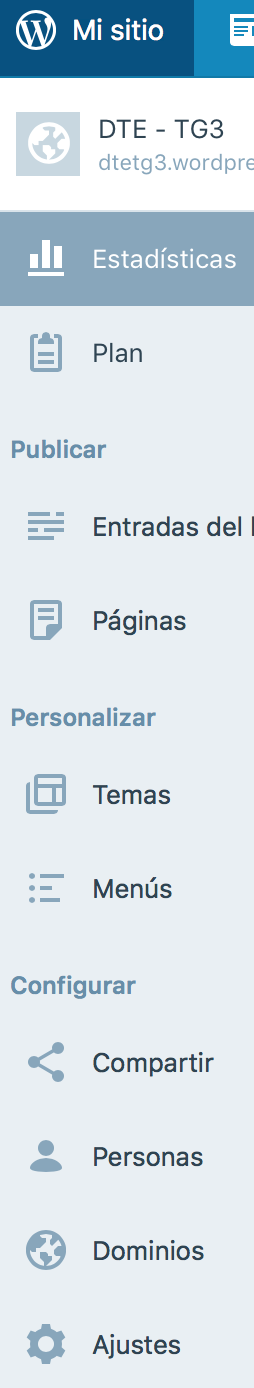 Mi sitio
DTE - TG3
dtetg3.wordpre
Estadísticas
Plan
Publicar
Entradas del
Páginas
Personalizar
Temas
Menús
Configurar
Compartir
Personas
Dominios
Ajustes